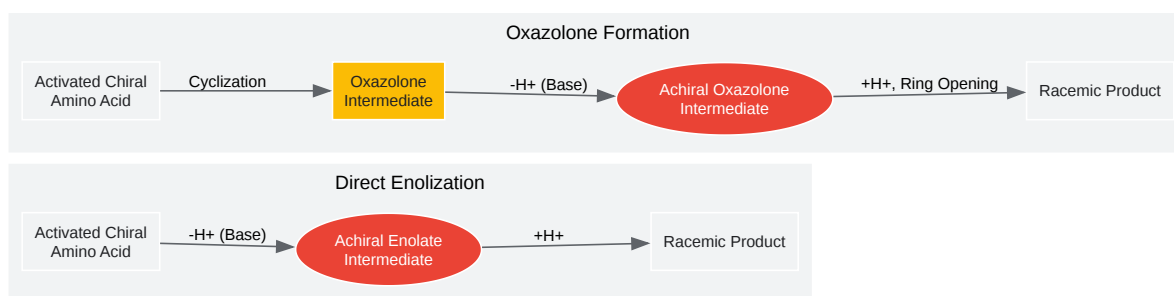 Oxazolone Formation
Activated Chiral
Amino Acid
Cyclization
Oxazolone
Intermediate
-H+ (Base)
Achiral Oxazolone
Intermediate
+H+, Ring Opening
Racemic Product
Direct Enolization
Activated Chiral
Amino Acid
-H+ (Base)
Achiral Enolate
Intermediate
+H+
Racemic Product